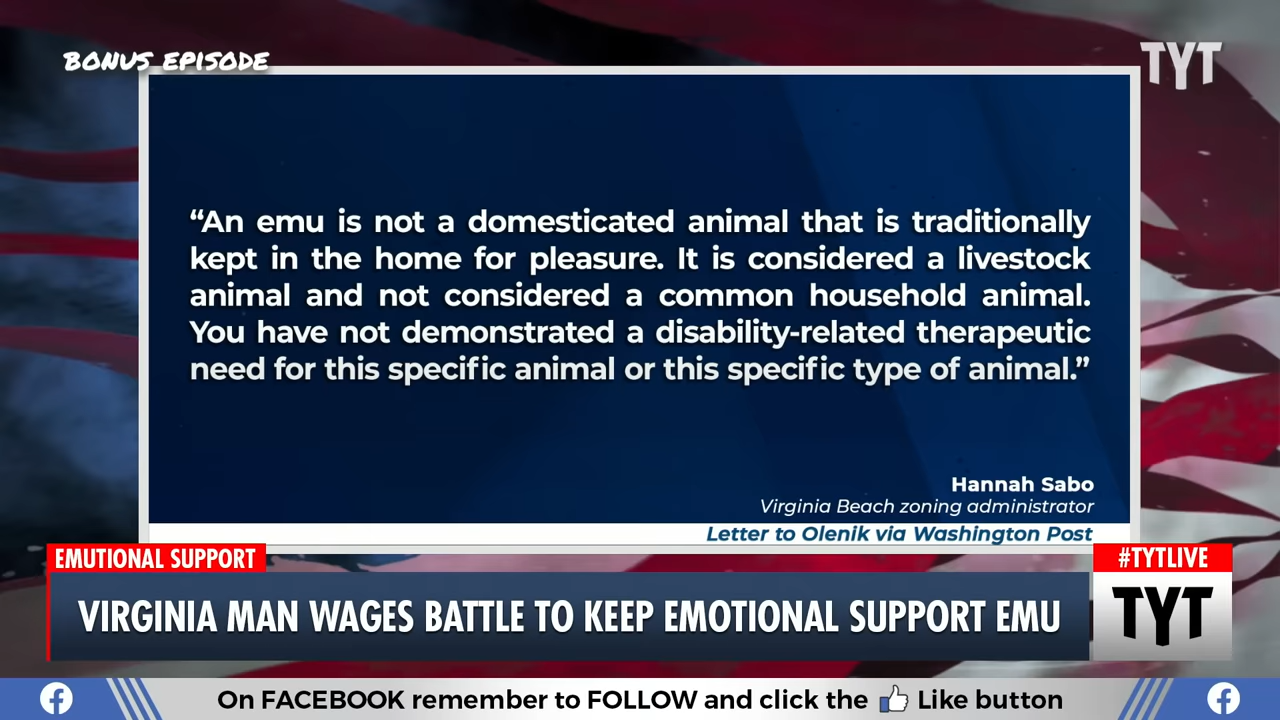 BONUS EPISODE
TYT
“An emu is not a domesticated animal that is traditionally
kept in the home for pleasure. It is considered a livestock
animal and not considered a common household animal.
You have not demonstrated a disability-related therapeutic
need for this specific animal or this specific type of animal.”
Hannah Sabo
Virginia Beach zoning administrator
Letter to Olenik via Washington Post
EMUTIONAL SUPPORT
#TYTLIVE
VIRGINIA MAN WAGES BATTLE TO KEEP EMOTIONAL SUPPORT EMU
TYT
On FACEBOOK remember to FOLLOW and click the Like button